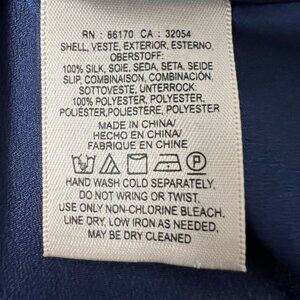 RN : 86170 CA : 32054
SHELL, VESTE, EXTERIOR, ESTERNO,
OBERSTOFF:
100% SILK, SOIE, SEDA, SETA, SEIDE
SLIP, COMBINAISON, COMBINACIÓN,
SOTTOVESTE, UNTERROCK:
100% POLYESTER, POLYESTER,
POLIÉSTER,POLIESTERE, POLYESTER
MADE IN CHINA/
HECHO EN CHINA/
FABRIQUE EN CHINE
P
HAND WASH COLD SEPARATELY,
DO NOT WRING OR TWIST,
USE ONLY NON-CHLORINE BLEACH.
LINE DRY, LOW IRON AS NEEDED,
MAY BE DRY CLEANED